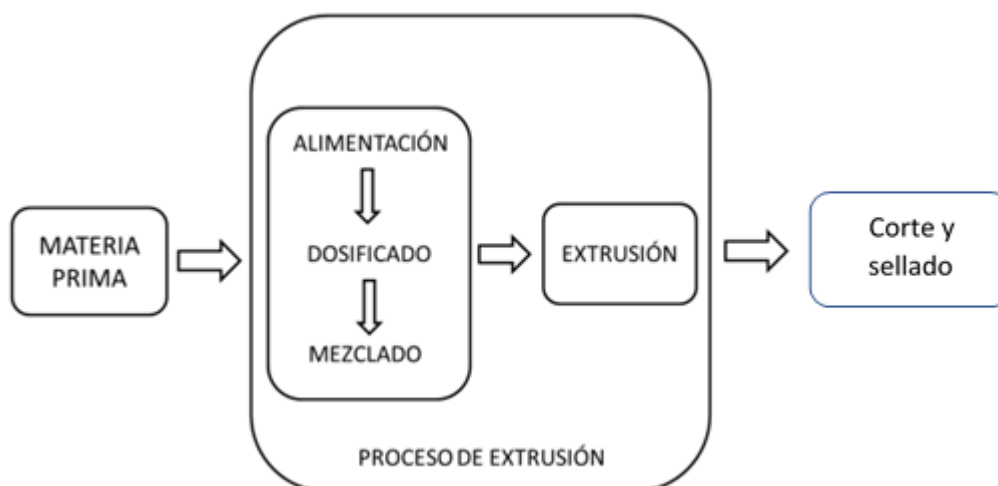 MATERIA
PRIMA
ALIMENTACIÓN
DOSIFICADO
MEZCLADO
EXTRUSIÓN
PROCESO DE EXTRUSIÓN
Corte y
sellado